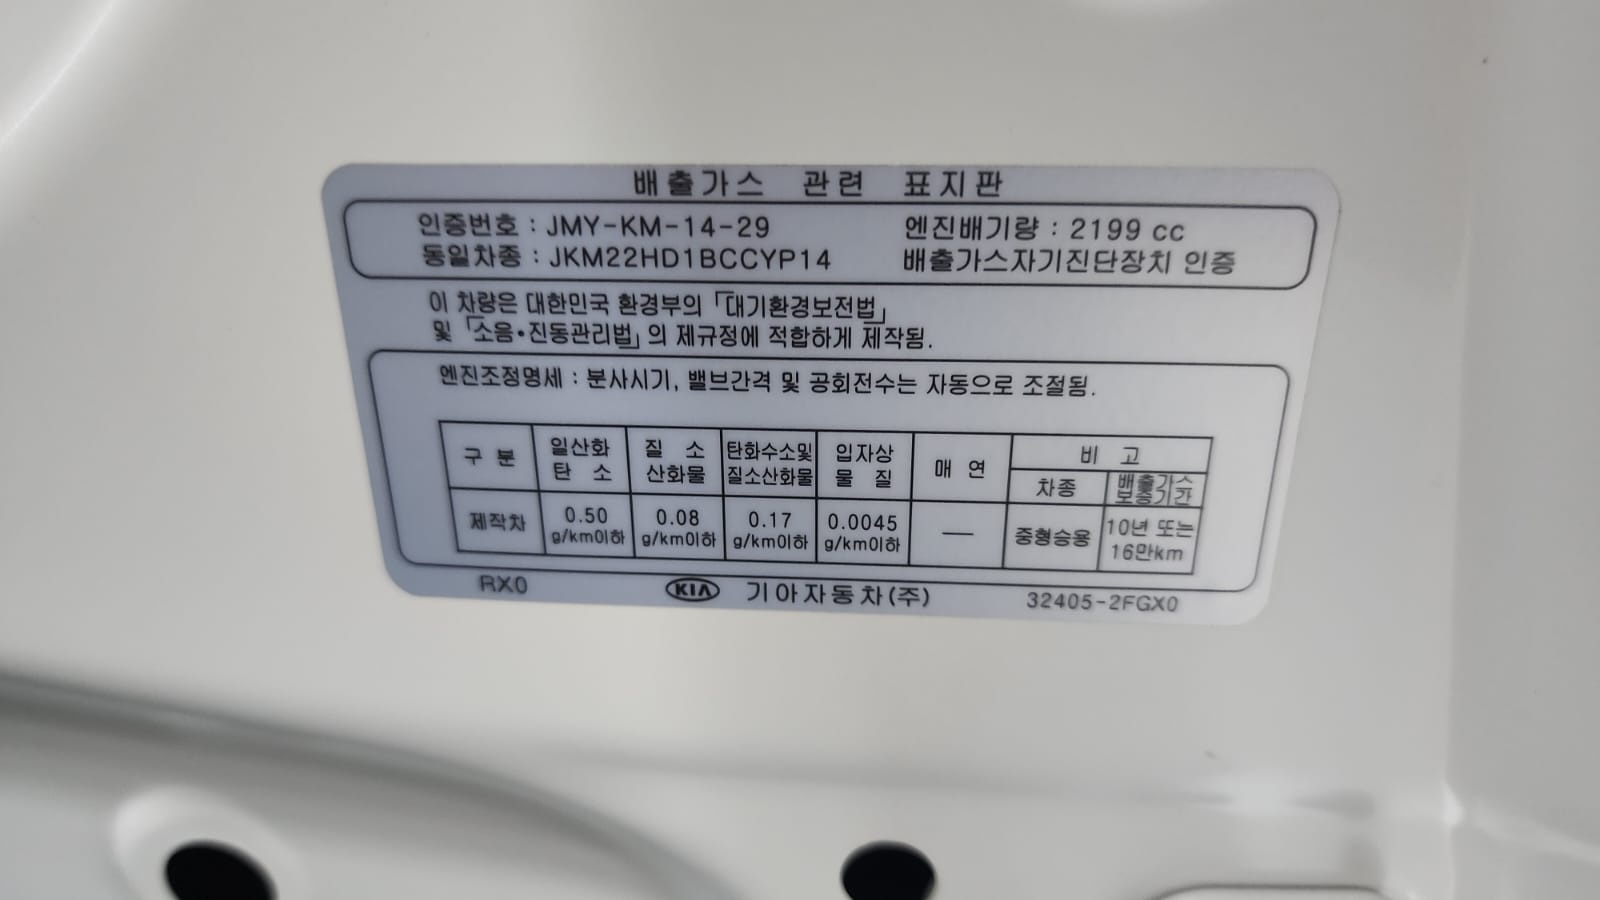 배출가스 관련 표지판
인증번호 : JMY-KM-14-29 엔진배기량 : 2199 cc
동일차종 : JKM22HD1BCCYP14 배출가스자기진단장치 인증
이 차량은 대한민국 환경부의 「대기환경보전법」
및 「소음•진동관리법」의 제규정에 적합하게 제작됨.
엔진조정명세 : 분사시기, 밸브간격 및 공회전수는 자동으로 조절됨.
구 분 일산화 탄 소 질 소 산화물 탄화수소및 질소산화물 입자상 물 질 매 연 비 고
차종 배출가스 보증기간
제작차 0.50 g/km이하 0.08 g/km이하 0.17 g/km이하 0.0045 g/km이하 — 중형승용 10년 또는 16만km
RX0 KIA 기아자동차(주) 32405-2FGX0